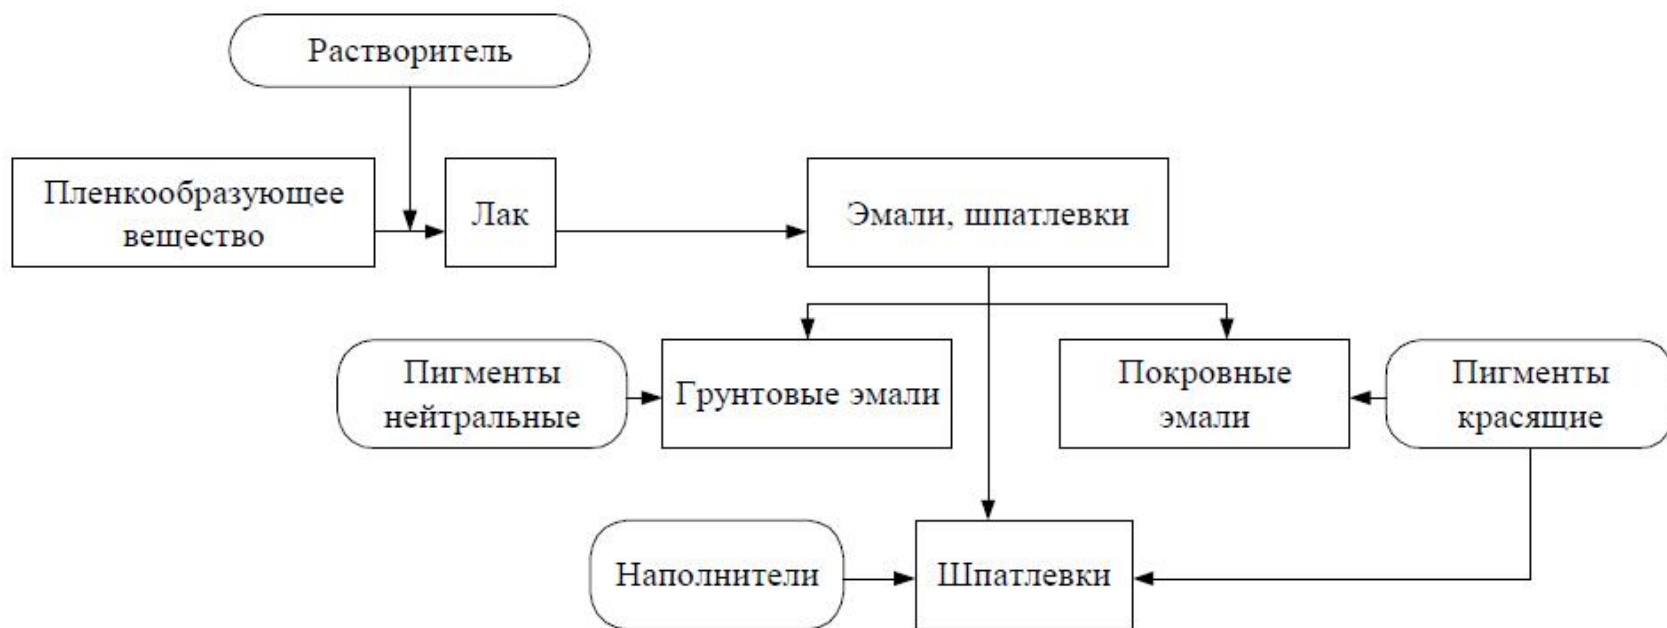 Растворитель
Пленкообразующее
вещество
Лак
Эмали, шпатлевки
Пигменты
нейтральные
Грунтовые эмали
Покровные
эмали
Пигменты
красящие
Наполнители
Шпатлевки